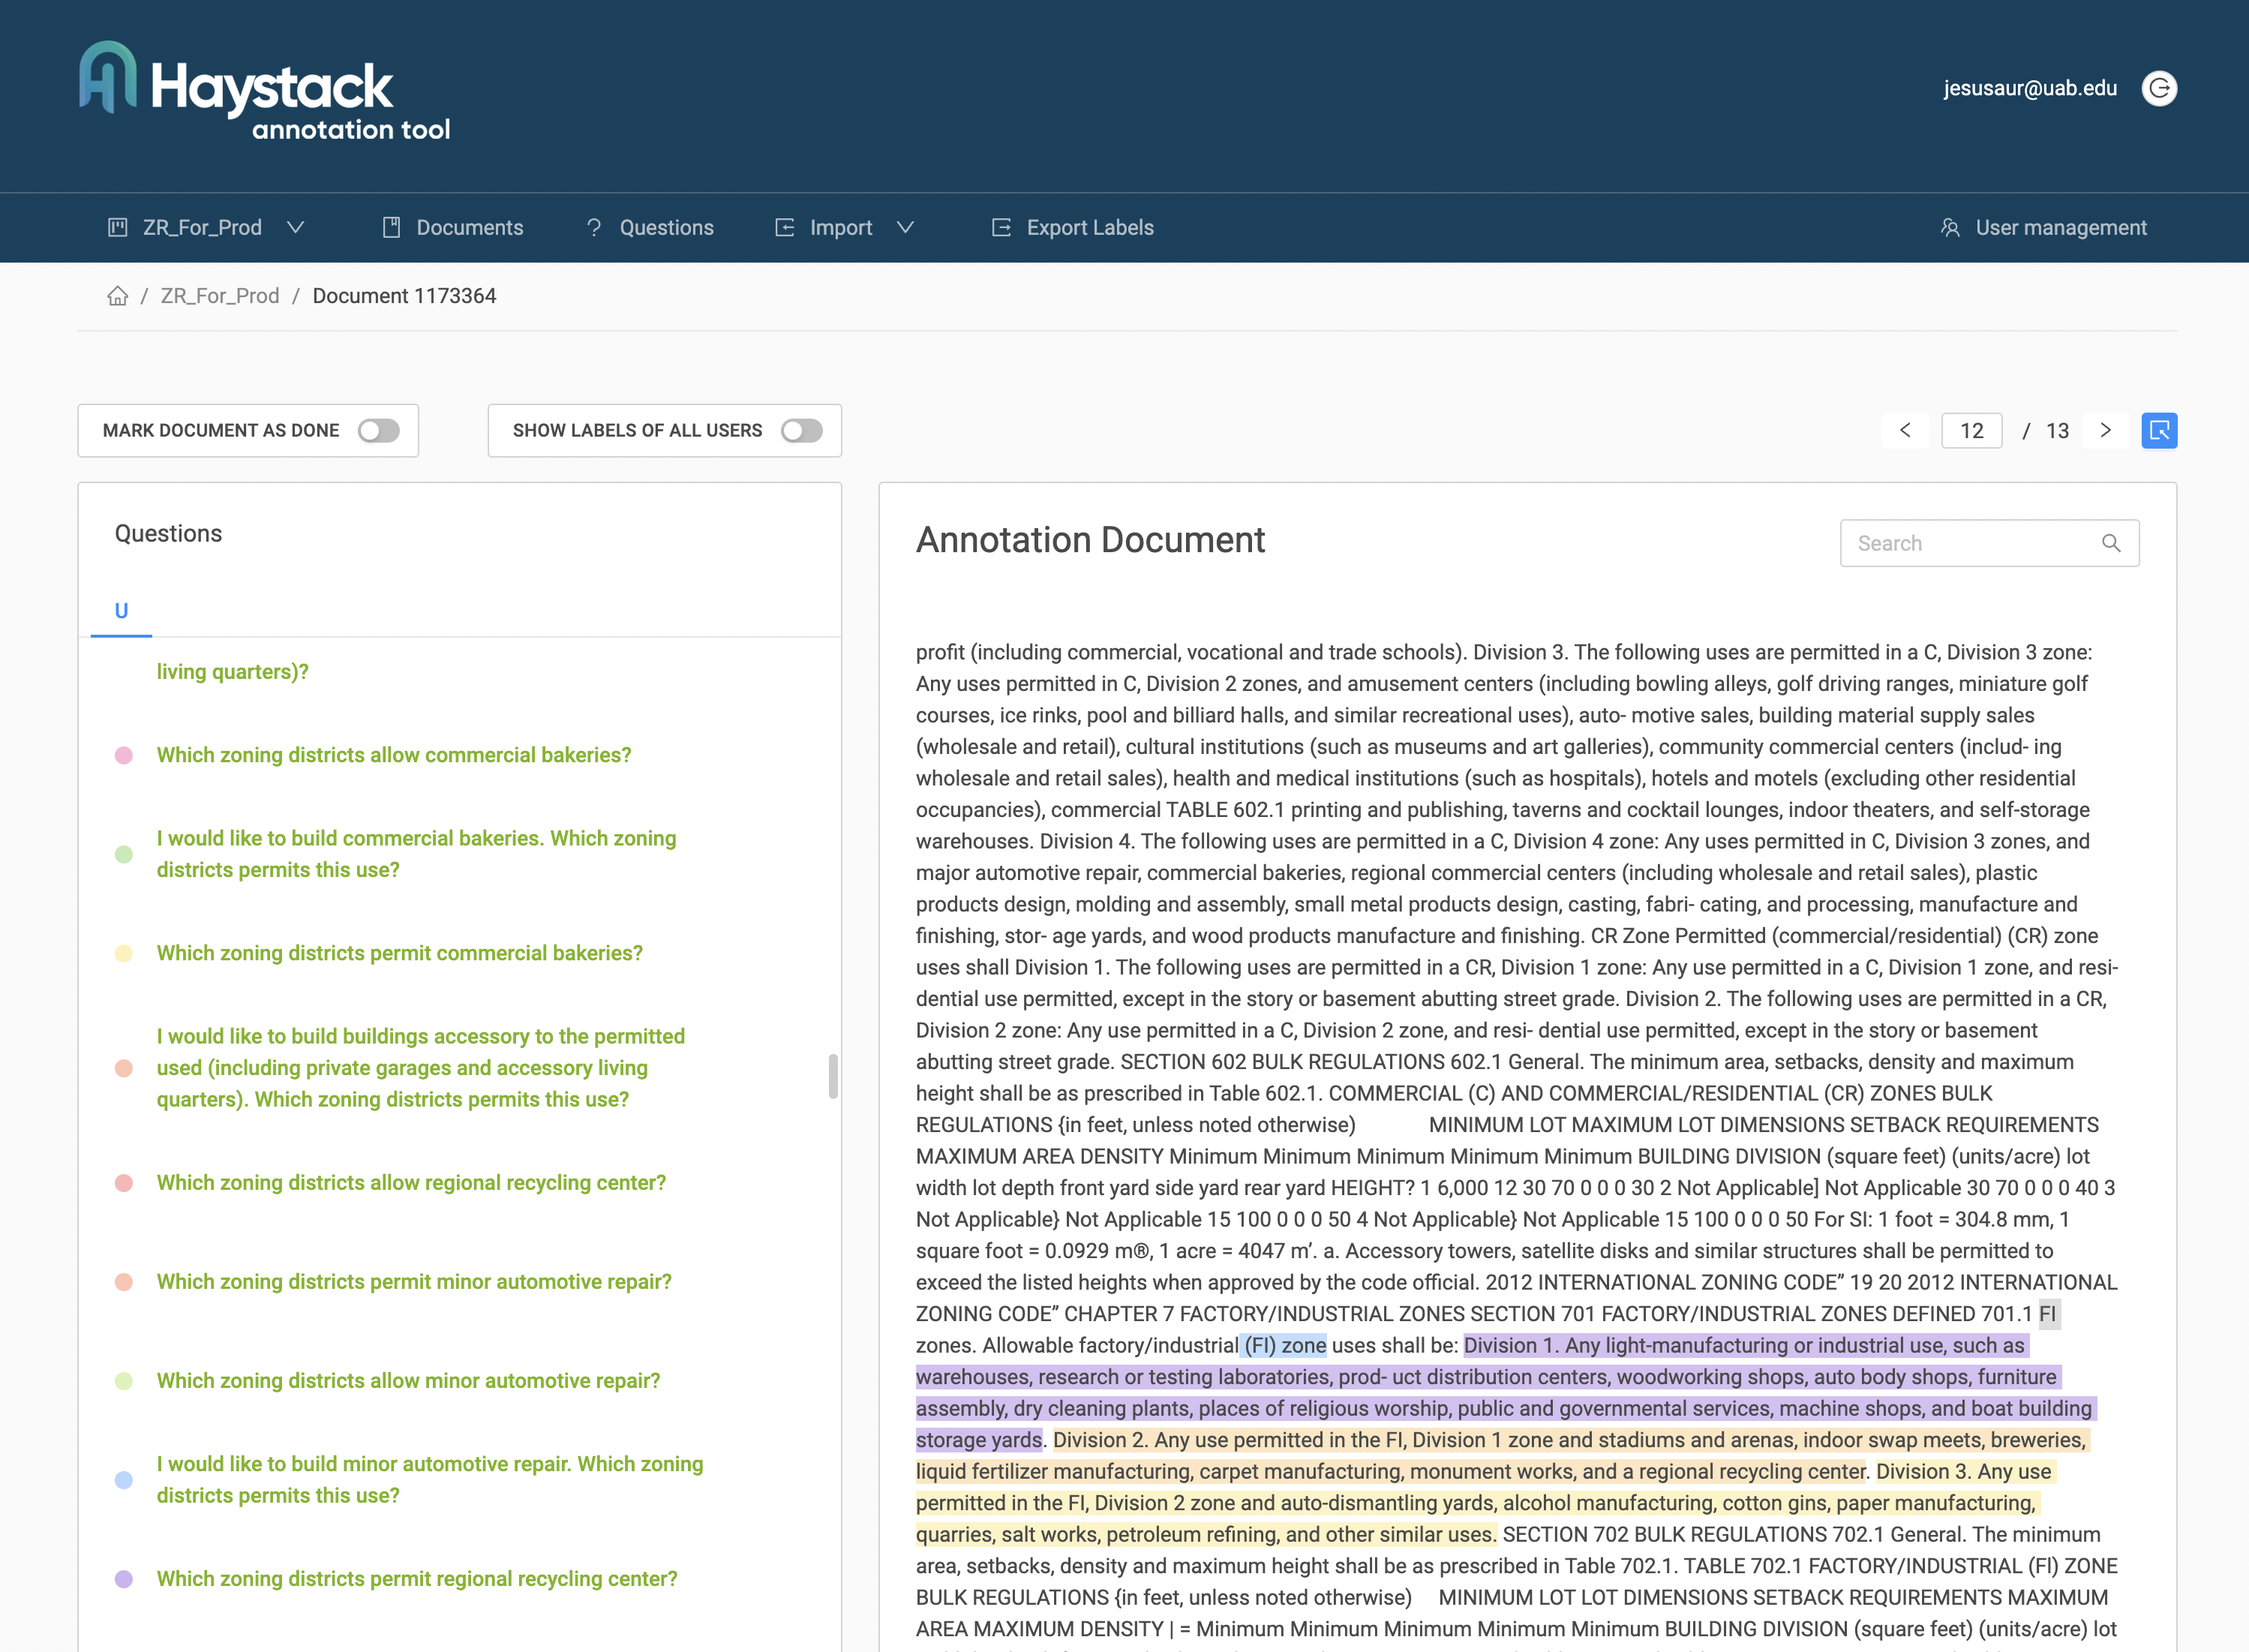 Haystack
annotation tool
jesusaur@uab.edu
ZR_For_Prod
Documents
? Questions
Import
Export Labels
User management
/ ZR_For_Prod / Document 1173364
MARK DOCUMENT AS DONE
SHOW LABELS OF ALL USERS
< 12 / 13 >
Questions
U
living quarters)?
Which zoning districts allow commercial bakeries?
I would like to build commercial bakeries. Which zoning
districts permits this use?
Which zoning districts permit commercial bakeries?
I would like to build buildings accessory to the permitted
used (including private garages and accessory living
quarters). Which zoning districts permits this use?
Which zoning districts allow regional recycling center?
Which zoning districts permit minor automotive repair?
Which zoning districts allow minor automotive repair?
I would like to build minor automotive repair. Which zoning
districts permits this use?
Which zoning districts permit regional recycling center?
Annotation Document
Search
profit (including commercial, vocational and trade schools). Division 3. The following uses are permitted in a C, Division 3 zone:
Any uses permitted in C, Division 2 zones, and amusement centers (including bowling alleys, golf driving ranges, miniature golf
courses, ice rinks, pool and billiard halls, and similar recreational uses), auto- motive sales, building material supply sales
(wholesale and retail), cultural institutions (such as museums and art galleries), community commercial centers (includ- ing
wholesale and retail sales), health and medical institutions (such as hospitals), hotels and motels (excluding other residential
occupancies), commercial TABLE 602.1 printing and publishing, taverns and cocktail lounges, indoor theaters, and self-storage
warehouses. Division 4. The following uses are permitted in a C, Division 4 zone: Any uses permitted in C, Division 3 zones, and
major automotive repair, commercial bakeries, regional commercial centers (including wholesale and retail sales), plastic
products design, molding and assembly, small metal products design, casting, fabri- cating, and processing, manufacture and
finishing, stor- age yards, and wood products manufacture and finishing. CR Zone Permitted (commercial/residential) (CR) zone
uses shall Division 1. The following uses are permitted in a CR, Division 1 zone: Any use permitted in a C, Division 1 zone, and resi-
dential use permitted, except in the story or basement abutting street grade. Division 2. The following uses are permitted in a CR,
Division 2 zone: Any use permitted in a C, Division 2 zone, and resi- dential use permitted, except in the story or basement
abutting street grade. SECTION 602 BULK REGULATIONS 602.1 General. The minimum area, setbacks, density and maximum
height shall be as prescribed in Table 602.1. COMMERCIAL (C) AND COMMERCIAL/RESIDENTIAL (CR) ZONES BULK
REGULATIONS {in feet, unless noted otherwise) MINIMUM LOT MAXIMUM LOT DIMENSIONS SETBACK REQUIREMENTS
MAXIMUM AREA DENSITY Minimum Minimum Minimum Minimum Minimum BUILDING DIVISION (square feet) (units/acre) lot
width lot depth front yard side yard rear yard HEIGHT? 1 6,000 12 30 70 0 0 0 30 2 Not Applicable] Not Applicable 30 70 0 0 0 40 3
Not Applicable} Not Applicable 15 100 0 0 0 50 4 Not Applicable} Not Applicable 15 100 0 0 0 50 For SI: 1 foot = 304.8 mm, 1
square foot = 0.0929 m®, 1 acre = 4047 m’. a. Accessory towers, satellite disks and similar structures shall be permitted to
exceed the listed heights when approved by the code official. 2012 INTERNATIONAL ZONING CODE” 19 20 2012 INTERNATIONAL
ZONING CODE” CHAPTER 7 FACTORY/INDUSTRIAL ZONES SECTION 701 FACTORY/INDUSTRIAL ZONES DEFINED 701.1 FI
zones. Allowable factory/industrial (FI) zone uses shall be: Division 1. Any light-manufacturing or industrial use, such as
warehouses, research or testing laboratories, prod- uct distribution centers, woodworking shops, auto body shops, furniture
assembly, dry cleaning plants, places of religious worship, public and governmental services, machine shops, and boat building
storage yards. Division 2. Any use permitted in the FI, Division 1 zone and stadiums and arenas, indoor swap meets, breweries,
liquid fertilizer manufacturing, carpet manufacturing, monument works, and a regional recycling center. Division 3. Any use
permitted in the FI, Division 2 zone and auto-dismantling yards, alcohol manufacturing, cotton gins, paper manufacturing,
quarries, salt works, petroleum refining, and other similar uses. SECTION 702 BULK REGULATIONS 702.1 General. The minimum
area, setbacks, density and maximum height shall be as prescribed in Table 702.1. TABLE 702.1 FACTORY/INDUSTRIAL (FI) ZONE
BULK REGULATIONS {in feet, unless noted otherwise) MINIMUM LOT LOT DIMENSIONS SETBACK REQUIREMENTS MAXIMUM
AREA MAXIMUM DENSITY | = Minimum Minimum Minimum Minimum Minimum BUILDING DIVISION (square feet) (units/acre) lot